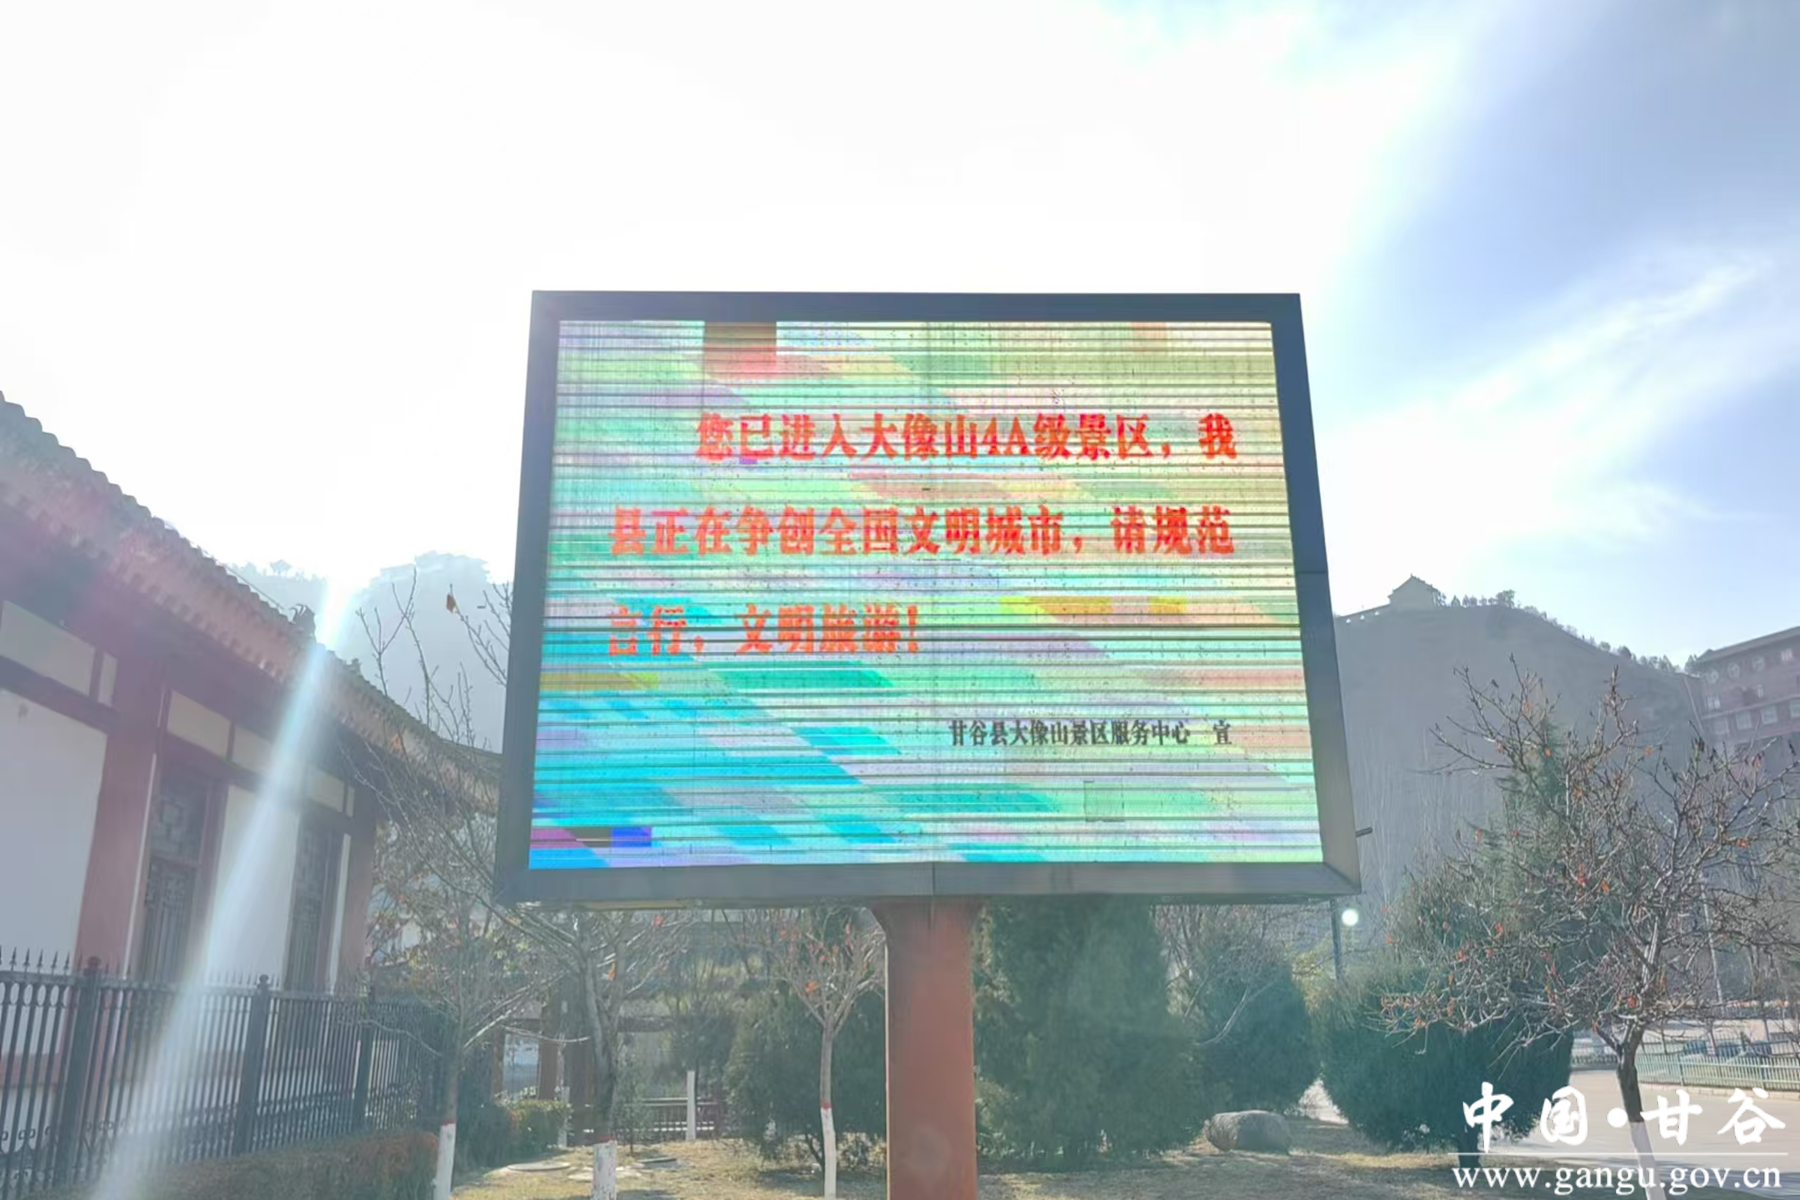 您已进入大像山4A级景区，我
县正在争创全国文明城市，请规范
言行，文明旅游！
甘谷县大像山景区服务中心 宣
中国·甘谷
www.gangu.gov.cn